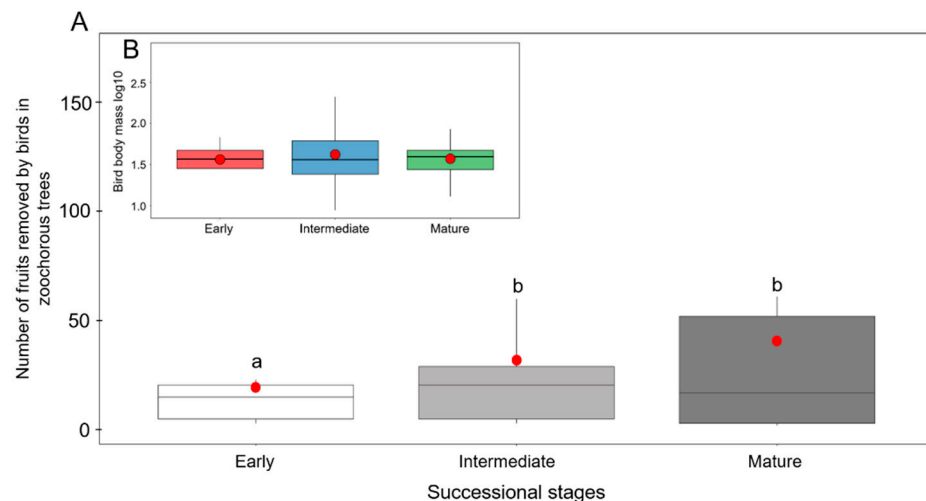 A
Number of fruits removed by birds in
zoochorous trees
150
100
50
0
B
Bird body mass log10
2.5
2.0
1.5
1.0
Early
Intermediate
Mature
a
b
b
Early
Intermediate
Mature
Successional stages